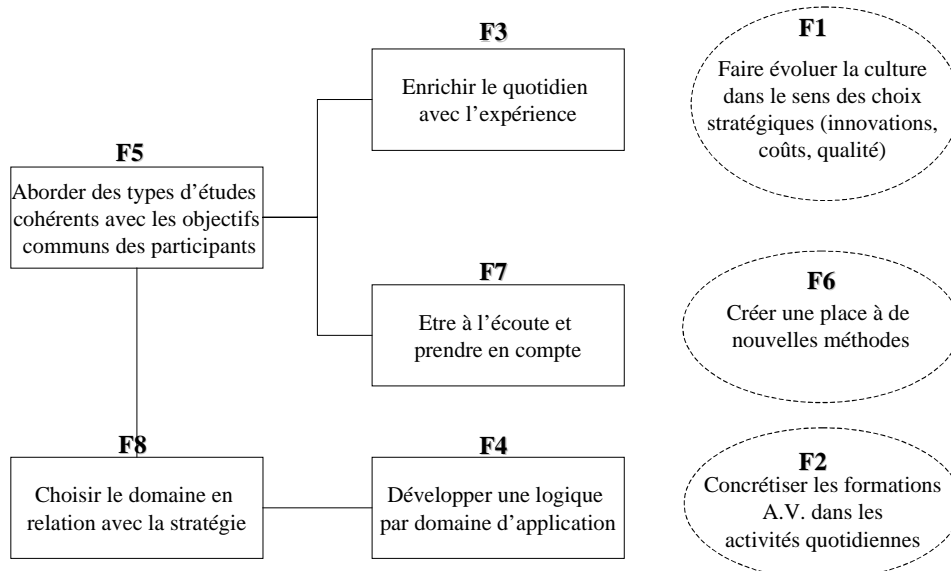 F3
Enrichir le quotidien
avec l’expérience
F1
Faire évoluer la culture
dans le sens des choix
stratégiques (innovations,
coûts, qualité)
F5
Aborder des types d’études
cohérents avec les objectifs
communs des participants
F7
Etre à l’écoute et
prendre en compte
F6
Créer une place à de
nouvelles méthodes
F8
Choisir le domaine en
relation avec la stratégie
F4
Développer une logique
par domaine d’application
F2
Concrétiser les formations
A.V. dans les
activités quotidiennes